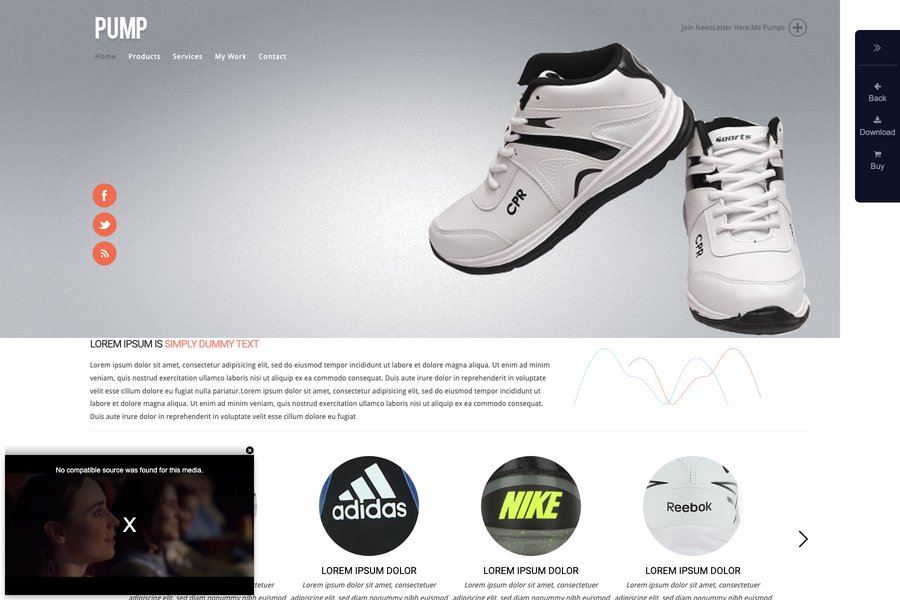 PUMP
Join NewsLetter Here,Ma Pumps
Home Products Services My Work Contact
Back
Download
Buy
Sports
CPR
CPR
LOREM IPSUM IS SIMPLY DUMMY TEXT
Lorem ipsum dolor sit amet, consectetur adipisicing elit, sed do eiusmod tempor incididunt ut labore et dolore magna aliqua. Ut enim ad minim
veniam, quis nostrud exercitation ullamco laboris nisi ut aliquip ex ea commodo consequat. Duis aute irure dolor in reprehenderit in voluptate
velit esse cillum dolore eu fugiat nulla pariatur.Lorem ipsum dolor sit amet, consectetur adipisicing elit, sed do eiusmod tempor incididunt ut
labore et dolore magna aliqua. Ut enim ad minim veniam, quis nostrud exercitation ullamco laboris nisi ut aliquip ex ea commodo consequat.
Duis aute irure dolor in reprehenderit in voluptate velit esse cillum dolore eu fugiat
No compatible source was found for this media.
X
adidas
NIKE
Reebok
LOREM IPSUM DOLOR LOREM IPSUM DOLOR LOREM IPSUM DOLOR
Lorem ipsum dolor sit amet, consectetuer Lorem ipsum dolor sit amet, consectetuer Lorem ipsum dolor sit amet, consectetuer
adipiscing elit, sed diam nonummy nibh euismod adipiscing elit, sed diam nonummy nibh euismod adipiscing elit, sed diam nonummy nibh euismod adipiscing elit, sed diam nonummy nibh euismod